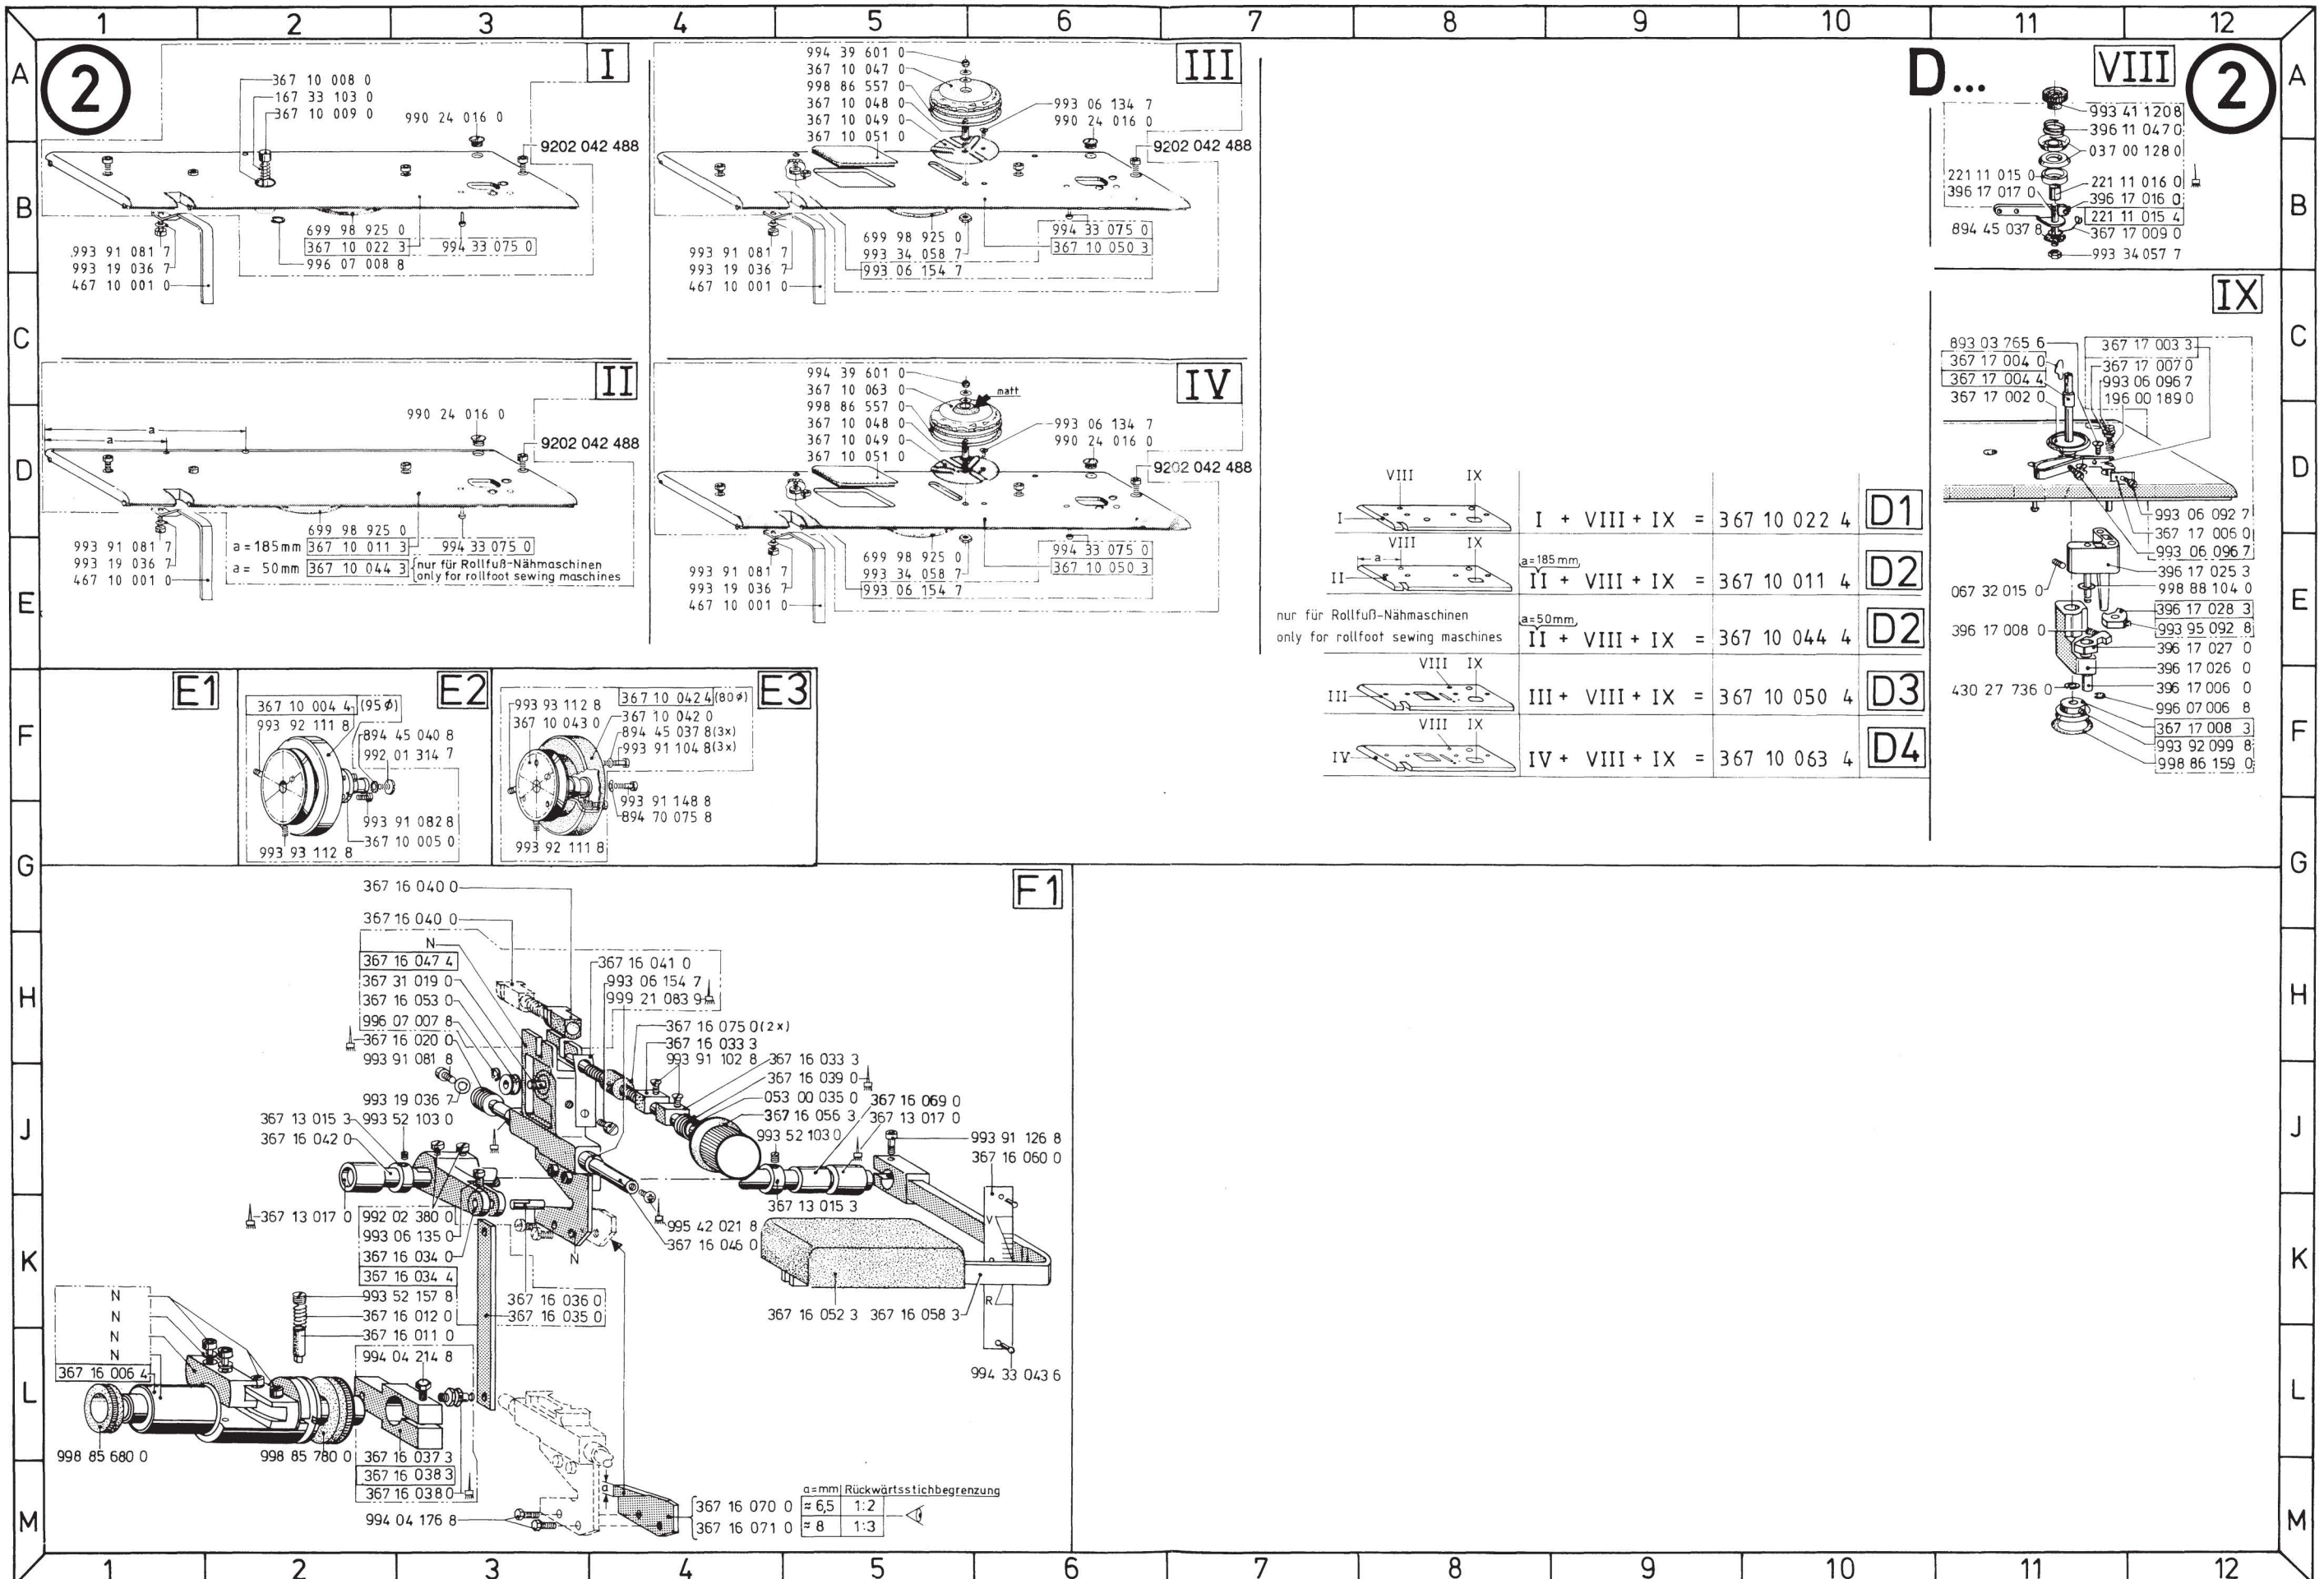 1 2 3 4 5 6 7 8 9 10 11 12
A
B
C
D
E
F
G
H
J
K
L
M
2
I
367 10 008 0
167 33 103 0
367 10 009 0
990 24 016 0
9202 042 488
993 91 081 7
993 19 036 7
467 10 001 0
699 98 925 0
367 10 022 3
996 07 008 8
994 33 075 0
II
a
a
990 24 016 0
9202 042 488
993 91 081 7
993 19 036 7
467 10 001 0
699 98 925 0
a = 185 mm 367 10 011 3
a = 50 mm 367 10 044 3
994 33 075 0
nur für Rollfuß-Nähmaschinen
only for rollfoot sewing maschines
III
994 39 601 0
367 10 047 0
998 86 557 0
367 10 048 0
367 10 049 0
367 10 051 0
993 06 134 7
990 24 016 0
9202 042 488
993 91 081 7
993 19 036 7
467 10 001 0
699 98 925 0
993 34 058 7
993 06 154 7
994 33 075 0
367 10 050 3
IV
994 39 601 0
367 10 063 0
998 86 557 0
367 10 048 0
367 10 049 0
367 10 051 0
matt
993 06 134 7
990 24 016 0
9202 042 488
993 91 081 7
993 19 036 7
467 10 001 0
699 98 925 0
993 34 058 7
993 06 154 7
994 33 075 0
367 10 050 3
VIII IX
I
I + VIII + IX = 367 10 022 4 D1
VIII IX
a
II
a=185mm
II + VIII + IX = 367 10 011 4 D2
nur für Rollfuß-Nähmaschinen
only for rollfoot sewing maschines
a=50mm
II + VIII + IX = 367 10 044 4 D2
VIII IX
III
III + VIII + IX = 367 10 050 4 D3
VIII IX
IV
IV + VIII + IX = 367 10 063 4 D4
D...
VIII
2
993 41 120 8
396 11 047 0
037 00 128 0
221 11 015 0
396 17 017 0
221 11 016 0
396 17 016 0
221 11 015 4
894 45 037 8
367 17 009 0
993 34 057 7
IX
893 03 765 6
367 17 004 0
367 17 004 4
367 17 002 0
367 17 003 3
367 17 007 0
993 06 096 7
196 00 189 0
993 06 092 7
367 17 006 0
993 06 096 7
396 17 025 3
998 88 104 0
067 32 015 0
396 17 028 3
993 95 092 8
396 17 008 0
396 17 027 0
396 17 026 0
396 17 006 0
430 27 736 0
996 07 006 8
367 17 008 3
993 92 099 8
998 86 159 0
E1
E2
367 10 004 4 (95 ø)
993 92 111 8
894 45 040 8
992 01 314 7
993 91 082 8
367 10 005 0
993 93 112 8
E3
367 10 042 4 (80 ø)
993 93 112 8
367 10 043 0
367 10 042 0
894 45 037 8 (3x)
993 91 104 8 (3x)
993 91 148 8
894 70 075 8
993 92 111 8
F1
367 16 040 0
367 16 040 0
N
367 16 047 4
367 31 019 0
367 16 053 0
996 07 007 8
367 16 020 0
993 91 081 8
993 19 036 7
993 52 103 0
367 16 041 0
993 06 154 7
999 21 083 9
367 16 075 0 (2x)
367 16 033 3
993 91 102 8
367 16 033 3
367 16 039 0
053 00 035 0
367 16 056 3
993 52 103 0
367 16 069 0
367 13 017 0
993 91 126 8
367 16 060 0
367 13 015 3
367 16 042 0
367 13 017 0
992 02 380 0
993 06 135 0
367 16 034 0
367 16 034 4
993 52 157 8
367 16 012 0
367 16 011 0
N
367 16 036 0
367 16 035 0
995 42 021 8
367 16 046 0
367 13 015 3
V
R
367 16 052 3
367 16 058 3
994 33 043 6
N
N
N
N
367 16 006 4
998 85 680 0
998 85 780 0
994 04 214 8
367 16 037 3
367 16 038 3
367 16 038 0
994 04 176 8
a
367 16 070 0
367 16 071 0
a=mm Rückwärtsstichbegrenzung
≈ 6,5 1:2
≈ 8 1:3
A
B
C
D
E
F
G
H
J
K
L
M
1 2 3 4 5 6 7 8 9 10 11 12